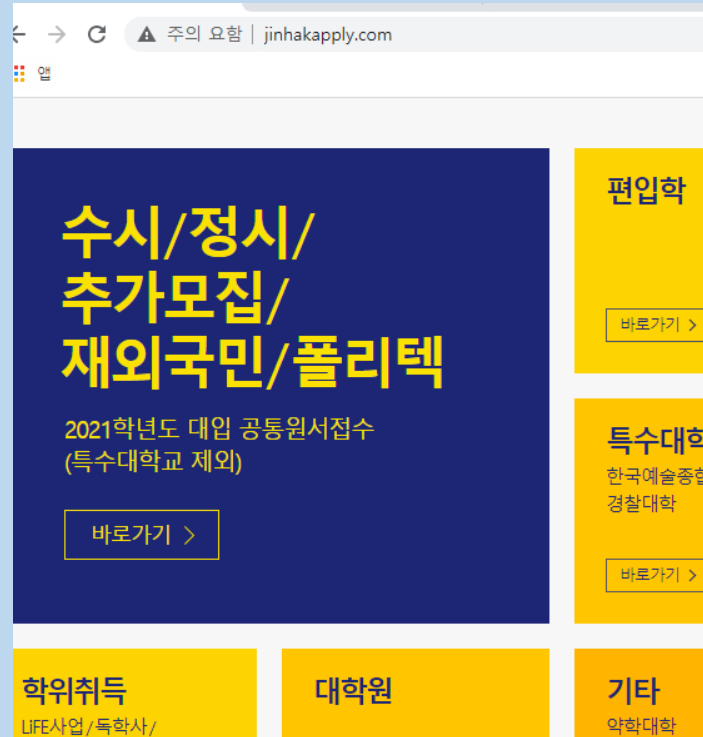 주의 요함 | jinhakapply.com
앱
수시/정시/
추가모집/
재외국민/폴리텍
2021학년도 대입 공통원서접수
(특수대학교 제외)
바로가기 >
편입학
바로가기 >
특수대학
한국예술종합
경찰대학
바로가기 >
학위취득
LiFE사업/독학사/
대학원
기타
약학대학